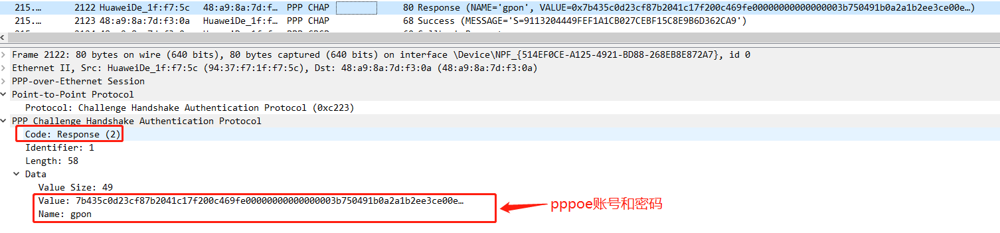 215.… 2122 HuaweiDe_1f:f7:5c 48:a9:8a:7d:f… PPP CHAP 80 Response (NAME='gpon', VALUE=0x7b435c0d23cf87b2041c17f200c469fe00000000000000003b750491b0a2a1b2ee3ce00e…)
215.… 2123 48:a9:8a:7d:f3:0a HuaweiDe_1f:f… PPP CHAP 68 Success (MESSAGE='S=9113204449FEF1A1CB027CEBF15C8E9B6D362CA9')
Frame 2122: 80 bytes on wire (640 bits), 80 bytes captured (640 bits) on interface \Device\NPF_{514EF0CE-A125-4921-BD88-268EB8E872A7}, id 0
Ethernet II, Src: HuaweiDe_1f:f7:5c (94:37:f7:1f:f7:5c), Dst: 48:a9:8a:7d:f3:0a (48:a9:8a:7d:f3:0a)
PPP-over-Ethernet Session
Point-to-Point Protocol
Protocol: Challenge Handshake Authentication Protocol (0xc223)
PPP Challenge Handshake Authentication Protocol
Code: Response (2)
Identifier: 1
Length: 58
Data
Value Size: 49
Value: 7b435c0d23cf87b2041c17f200c469fe00000000000000003b750491b0a2a1b2ee3ce00e…
Name: gpon
pppoe账号和密码